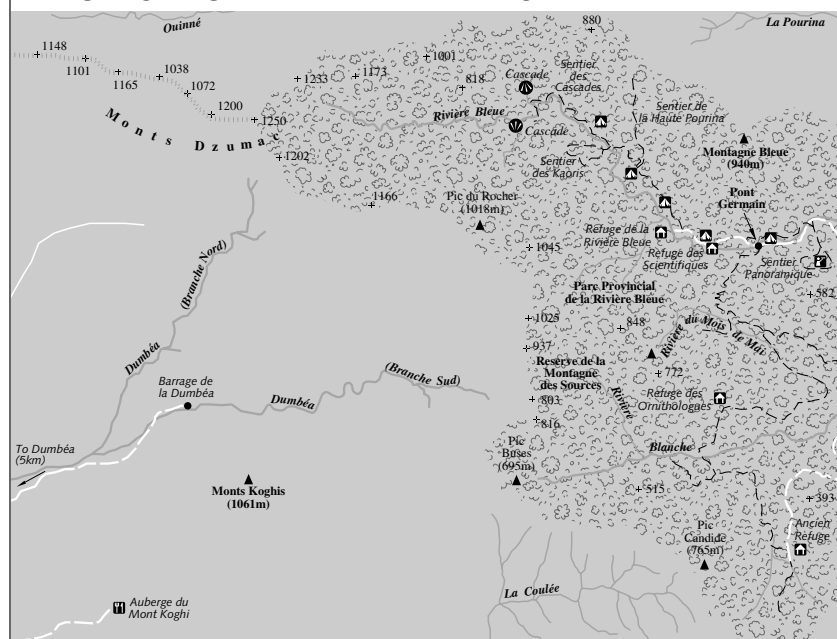 Ouinné
880
La Pourina
1148
1101
1165
1038
1072
1200
1250
1233
1173
1001
818
Cascade
Sentier
des
Cascades
Monts Dzumac
Rivière Bleue
Cascade
Sentier de
la Haute Pourina
1202
Sentier
des Kaoris
Montagne Bleue
(940m)
1166
Pic du Rocher
(1018m)
Pont
Germain
(Branche Nord)
1045
Refuge de la
Rivière Bleue
Refuge des
Scientifiques
Sentier
Panoramique
582
Parc Provincial
de la Rivière Bleue
1025
848
Rivière du Mois de Mai
937
Dumbéa
Reserve de la
Montagne
des Sources
772
(Branche Sud)
Barrage de
la Dumbéa
Dumbéa
803
816
Rivière
Blanche
Refuge des
Ornithologues
To Dumbéa
(5km)
Pic
Buses
(695m)
Monts Koghis
(1061m)
515
393
Pic
Candide
(765m)
Ancien
Refuge
La Coulée
Auberge du
Mont Koghi